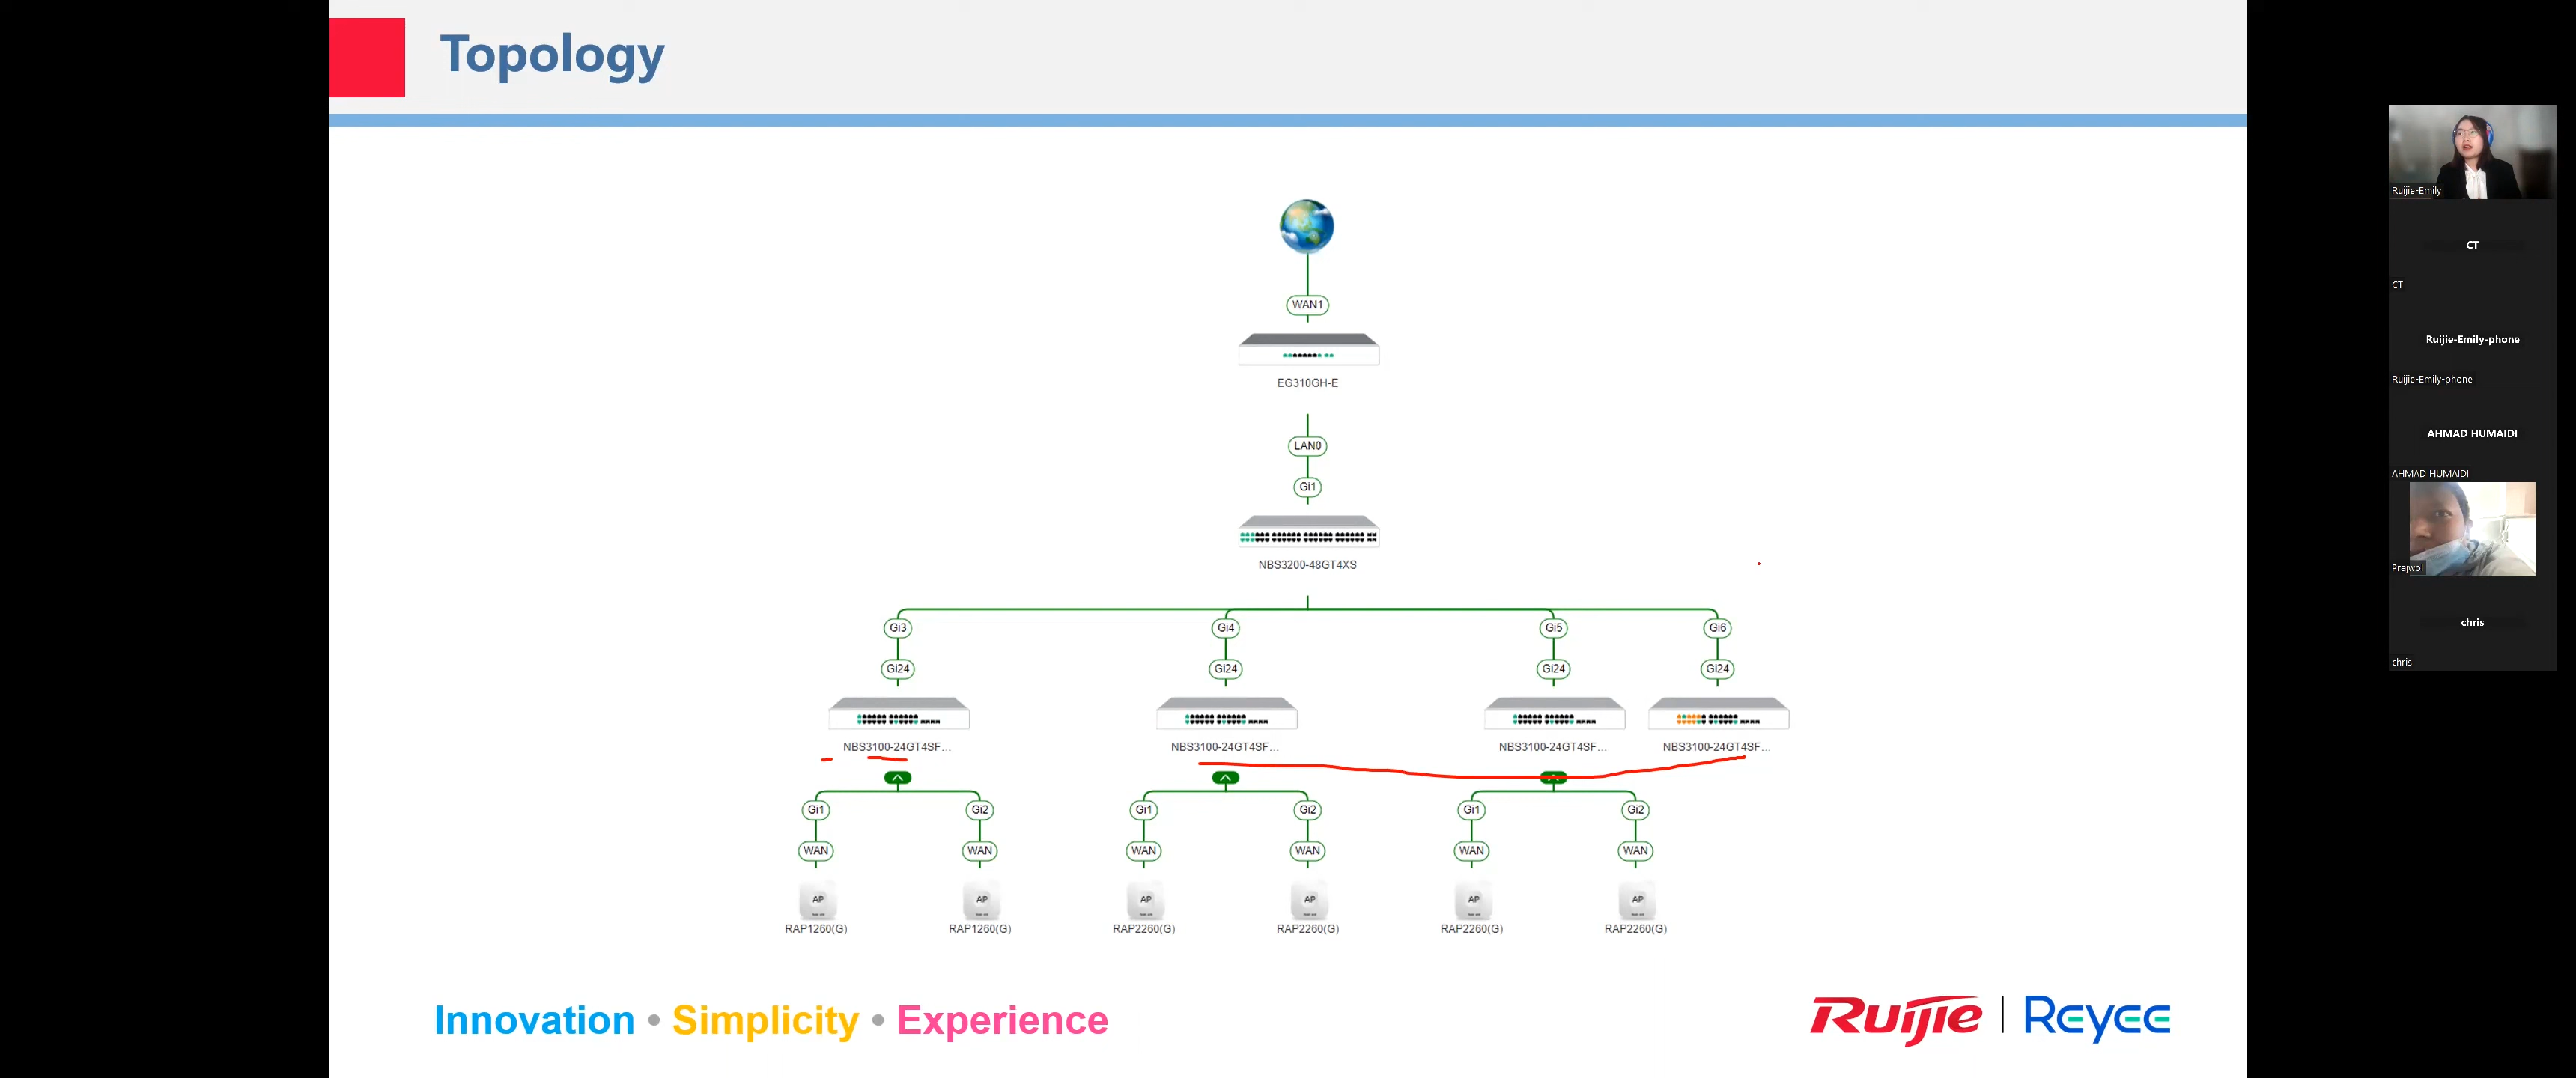 Topology
WAN1
EG310GH-E
LAN0
Gi1
NBS3200-48GT4XS
Gi3 Gi4 Gi5 Gi6
Gi24 Gi24 Gi24 Gi24
NBS3100-24GT4SF... NBS3100-24GT4SF... NBS3100-24GT4SF... NBS3100-24GT4SF...
Gi1 Gi2 Gi1 Gi2 Gi1 Gi2
WAN WAN WAN WAN WAN WAN
AP AP AP AP AP AP
RAP1260(G) RAP1260(G) RAP2260(G) RAP2260(G) RAP2260(G) RAP2260(G)
Innovation • Simplicity • Experience
Ruijie | Reyee
Ruijie-Emily
CT
CT
Ruijie-Emily-phone
Ruijie-Emily-phone
AHMAD HUMAIDI
AHMAD HUMAIDI
Prajwol
chris
chris